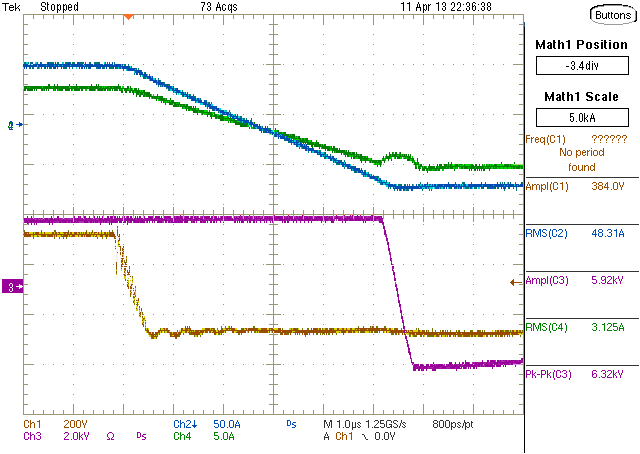 Tek Stopped 73 Acqs 11 Apr 13 22:36:38
Buttons
Math1 Position
-3.4div
Math1 Scale
5.0kA
Freq(C1) ??????
No period
found
Ampl(C1) 384.0V
RMS(C2) 48.31A
Ampl(C3) 5.92kV
3
RMS(C4) 3.125A
Pk-Pk(C3) 6.32kV
Ch1 200V Ch2↓ 50.0A Ds M 1.0µs 1.25GS/s 800ps/pt
Ch3 2.0kV Ω Ds Ch4 5.0A A Ch1 ↘ 0.0V